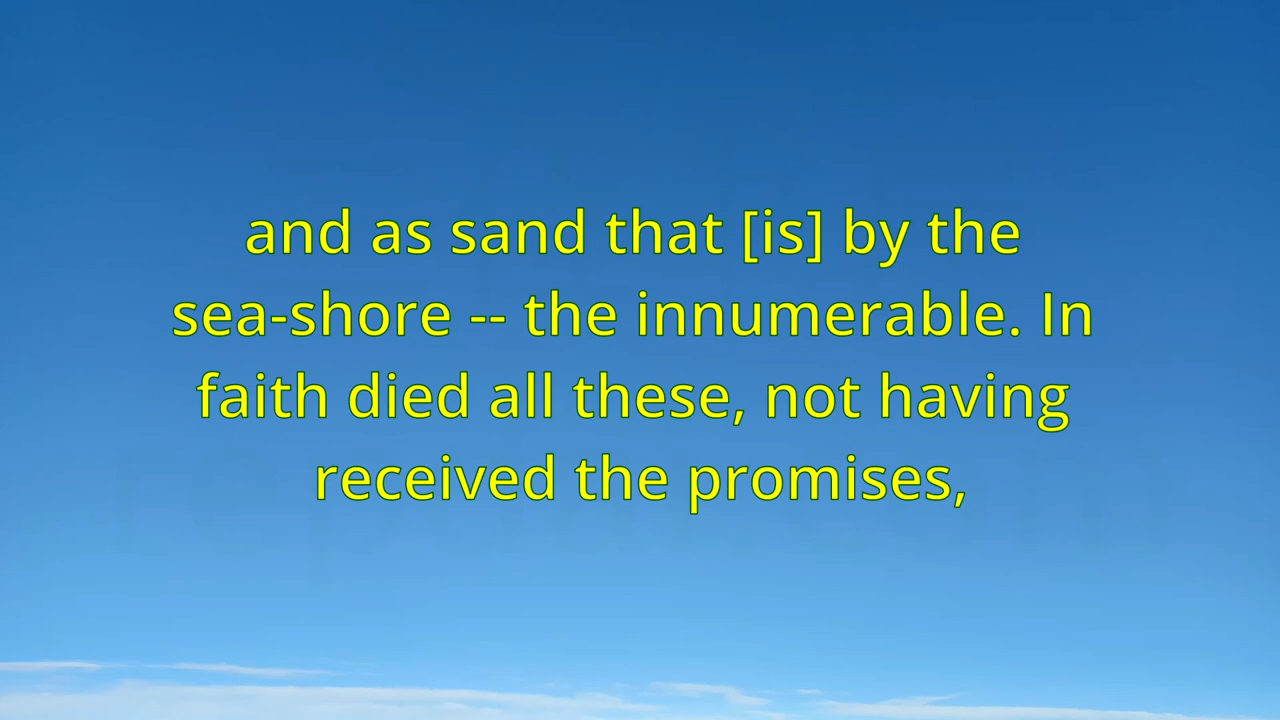 and as sand that [is] by the
sea-shore -- the innumerable. In
faith died all these, not having
received the promises,